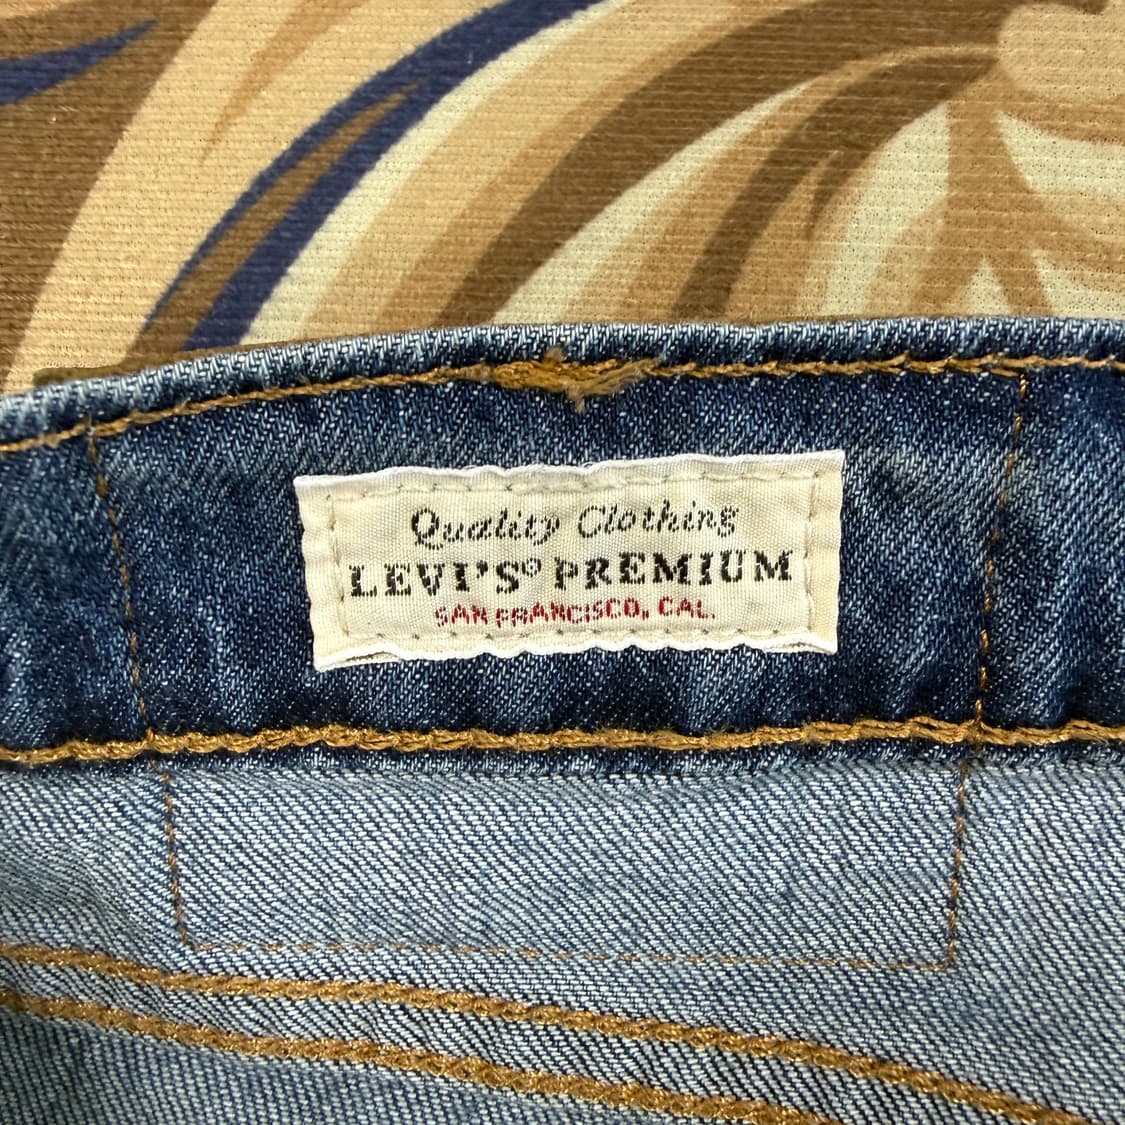 Quality Clothing
LEVI'S® PREMIUM
SAN FRANCISCO, CAL.